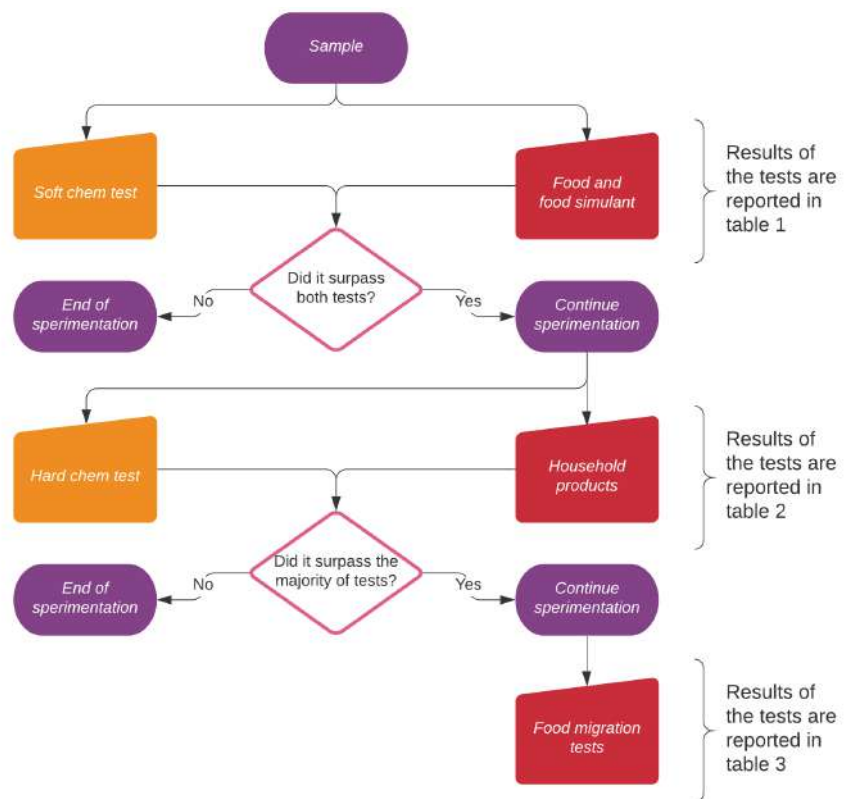 Sample
Soft chem test
Food and
food simulant
Results of
the tests are
reported in
table 1
Did it surpass
both tests?
No
Yes
End of
sperimentation
Continue
sperimentation
Hard chem test
Household
products
Results of
the tests are
reported in
table 2
Did it surpass the
majority of tests?
No
Yes
End of
sperimentation
Continue
sperimentation
Food migration
tests
Results of
the tests are
reported in
table 3